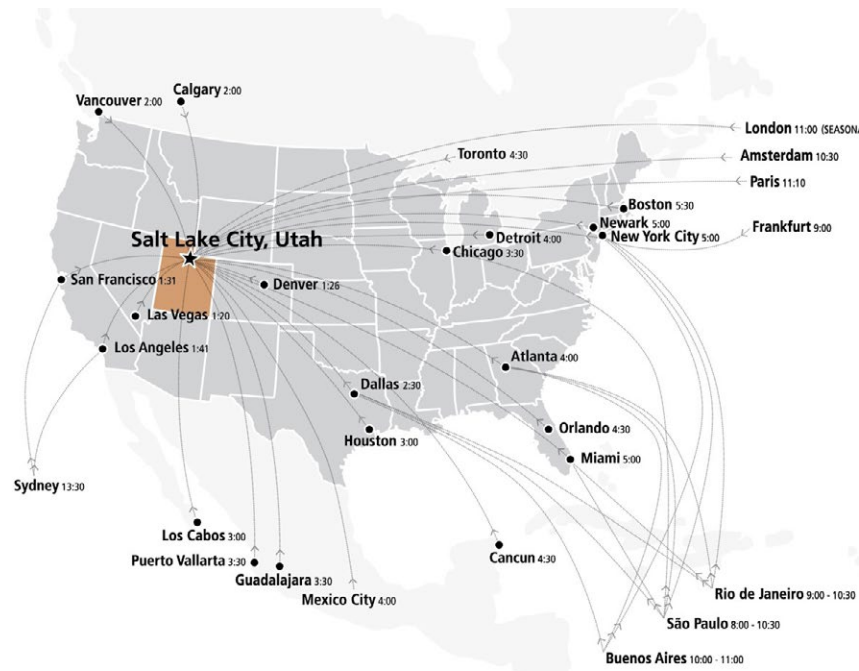 Calgary 2:00
Vancouver 2:00
London 11:00 (SEASONA
Toronto 4:30
Amsterdam 10:30
Paris 11:10
Boston 5:30
Newark 5:00
Frankfurt 9:00
New York City 5:00
Detroit 4:00
Salt Lake City, Utah
Chicago 3:30
San Francisco 1:31
Denver 1:26
Las Vegas 1:20
Los Angeles 1:41
Atlanta 4:00
Dallas 2:30
Orlando 4:30
Houston 3:00
Miami 5:00
Sydney 13:30
Los Cabos 3:00
Cancun 4:30
Puerto Vallarta 3:30
Guadalajara 3:30
Mexico City 4:00
Rio de Janeiro 9:00 - 10:30
São Paulo 8:00 - 10:30
Buenos Aires 10:00 - 11:00